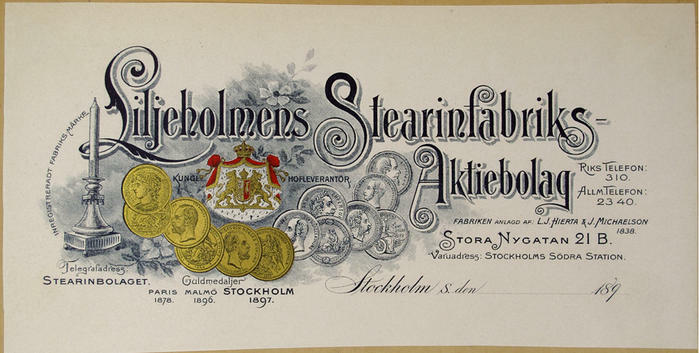 INREGISTRERADT FABRIKS-MÄRKE.
Liljeholmens Stearinfabriks-
Aktiebolag
KUNGL. HOFLEVERANTÖR.
RIKS TELEFON:
310.
ALLM. TELEFON:
23 40.
FABRIKEN ANLAGD AF: L.J. HIERTA & J. MICHAELSON
1838.
STORA NYGATAN 21 B.
Varuadress: STOCKHOLMS SÖDRA STATION.
Telegrafadress:
STEARINBOLAGET.
Guldmedaljer
PARIS MALMÖ STOCKHOLM
1878. 1896. 1897.
Stockholm d. den 189